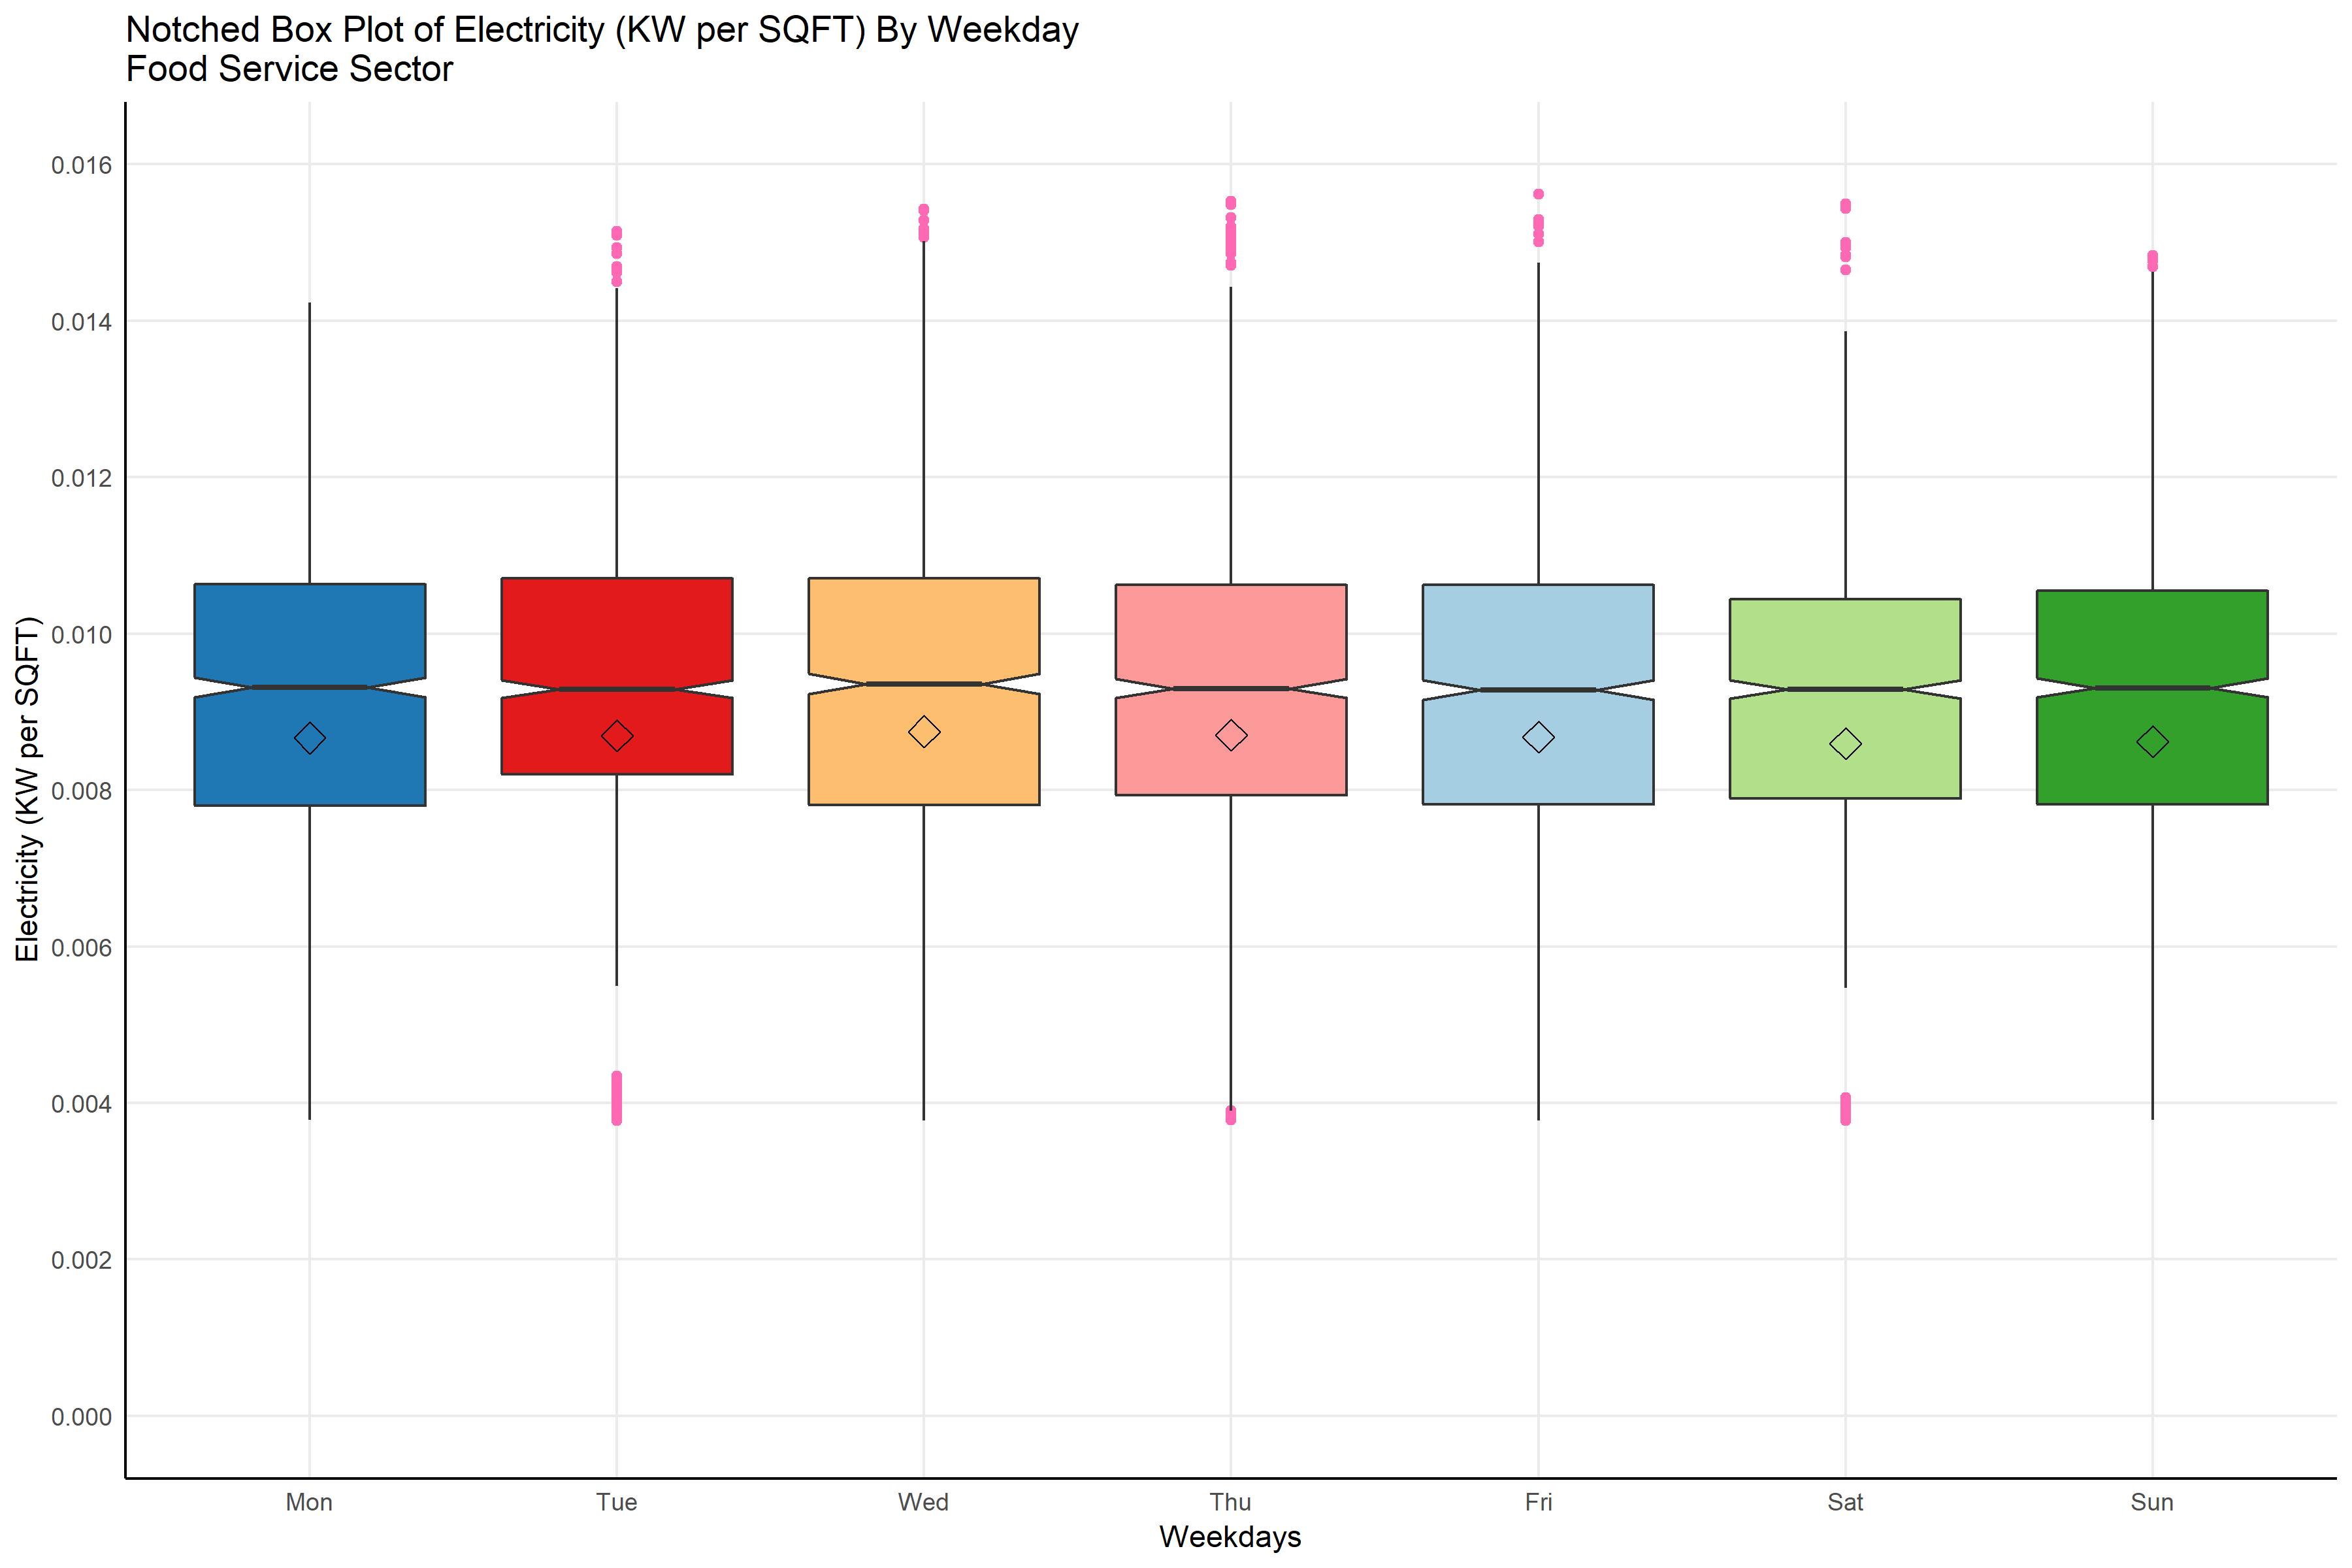 Notched Box Plot of Electricity (KW per SQFT) By Weekday
Food Service Sector
Electricity (KW per SQFT)
0.016
0.014
0.012
0.010
0.008
0.006
0.004
0.002
0.000
Mon Tue Wed Thu Fri Sat Sun
Weekdays